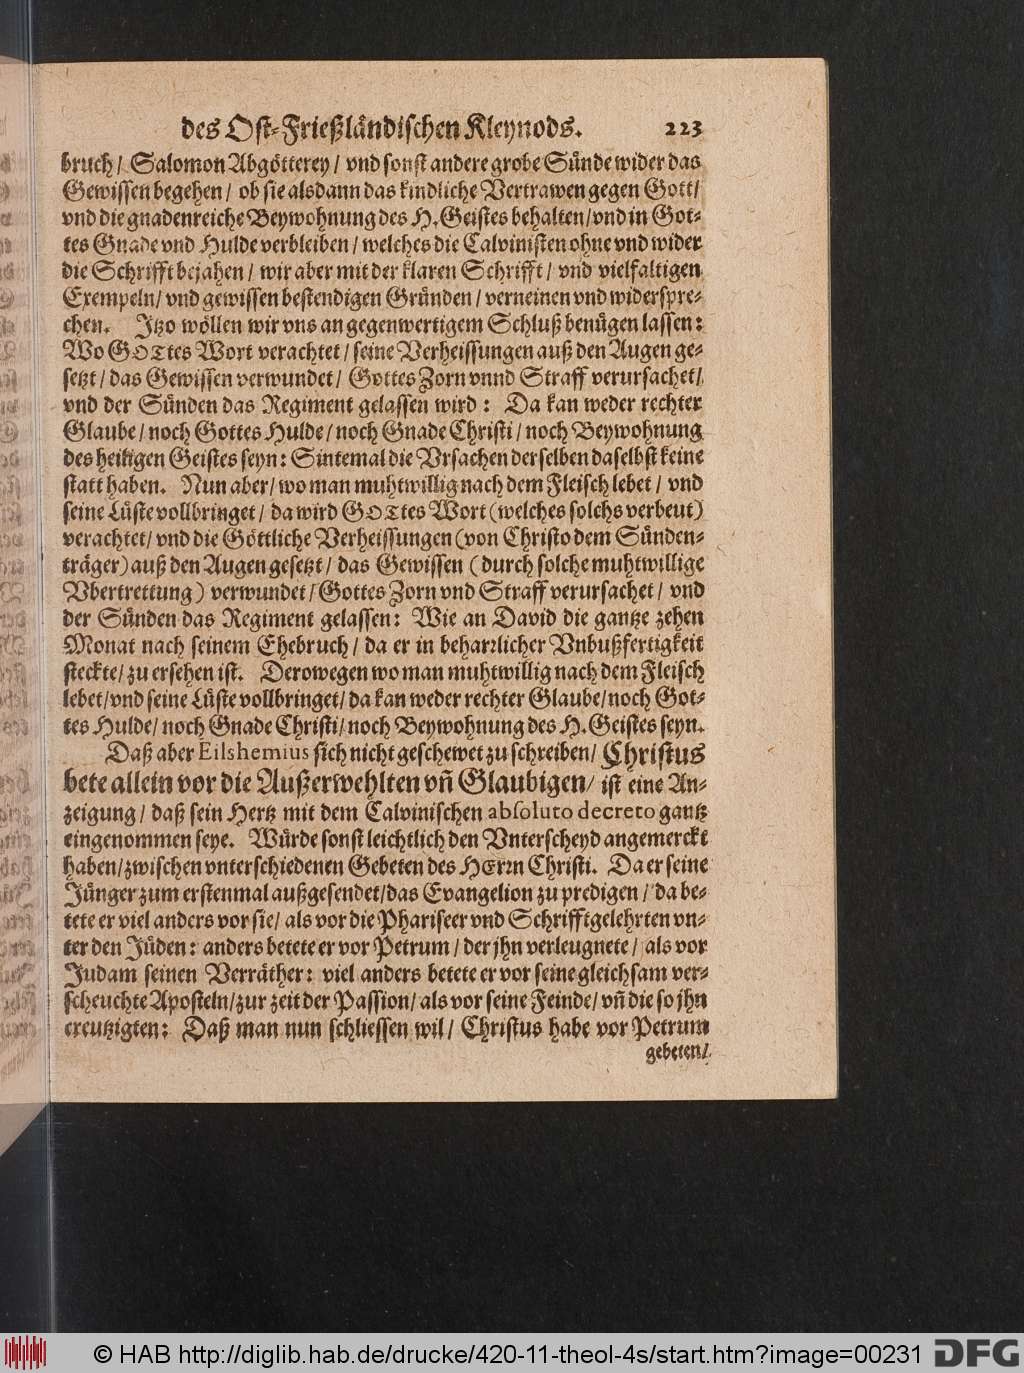 des Ost-Frießländischen Kleynods. 223
bruch/ Salomon Abgötterey/ vnd sonst andere grobe Sünde wider das
Gewissen begehen/ ob sie alsdann das kindliche Vertrawen gegen Gott/
vnd die gnadenreiche Beywohnung des H. Geistes behalten/ vnd in Got-
tes Gnade vnd Hulde verbleiben/ welches die Calvinisten ohne vnd wider
die Schrifft bejahen/ wir aber mit der klaren Schrifft/ vnd vielfaltigen
Exempeln/ vnd gewissen bestendigen Gründen/ verneinen vnd widerspre-
chen. Itzo wöllen wir vns an gegenwertigem Schluß benügen lassen:
Wo GOTtes Wort verachtet/ seine Verheissungen auß den Augen ge-
setzt/ das Gewissen verwundet/ Gottes Zorn vnnd Straff verursachet/
vnd der Sünden das Regiment gelassen wird: Da kan weder rechter
Glaube/ noch Gottes Hulde/ noch Gnade Christi/ noch Beywohnung
des heiligen Geistes seyn: Sintemal die Vrsachen derselben daselbst keine
statt haben. Nun aber/ wo man muhtwillig nach dem Fleisch lebet/ vnd
seine Lüste vollbringet/ da wird GOTtes Wort (welches solchs verbeut)
verachtet/ vnd die Göttliche Verheissungen (von Christo dem Sünden-
träger) auß den Augen gesetzt/ das Gewissen (durch solche muhtwillige
Vbertrettung) verwundet/ Gottes Zorn vnd Straff verursachet/ vnd
der Sünden das Regiment gelassen: Wie an David die gantze zehen
Monat nach seinem Ehebruch/ da er in beharrlicher Vnbußfertigkeit
steckte/ zu ersehen ist. Derowegen wo man muhtwillig nach dem Fleisch
lebet/ vnd seine Lüste vollbringet/ da kan weder rechter Glaube/ noch Got-
tes Hulde/ noch Gnade Christi/ noch Beywohnung des H. Geistes seyn.
Daß aber Eilshemius sich nicht geschewet zu schreiben/ Christus
bete allein vor die Außerwehlten vñ Glaubigen/ ist eine An-
zeigung/ daß sein Hertz mit dem Calvinischen absoluto decreto gantz
eingenommen seye. Würde sonst leichtlich den Vnterscheyd angemerckt
haben/ zwischen vnterschiedenen Gebeten des HErrn Christi. Da er seine
Jünger zum erstenmal außgesendet/ das Evangelion zu predigen/ da be-
tete er viel anders vor sie/ als vor die Phariseer vnd Schrifftgelehrten vn-
ter den Jüden: anders betete er vor Petrum/ der jhn verleugnete/ als vor
Judam seinen Verräther: viel anders betete er vor seine gleichsam ver-
scheuchte Aposteln/ zur zeit der Passion/ als vor seine Feinde/ vñ die so jhn
creutzigten: Daß man nun schliessen wil/ Christus habe vor Petrum
gebeten/
© HAB http://diglib.hab.de/drucke/420-11-theol-4s/start.htm?image=00231
DFG